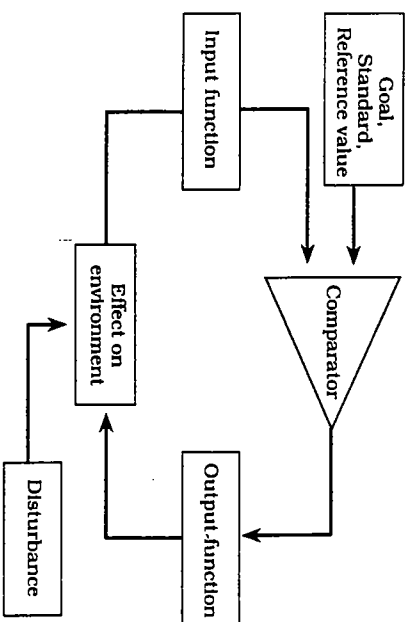 Goal,
Standard,
Reference value
Comparator
Input function
Output-function
Effect on
environment
Disturbance